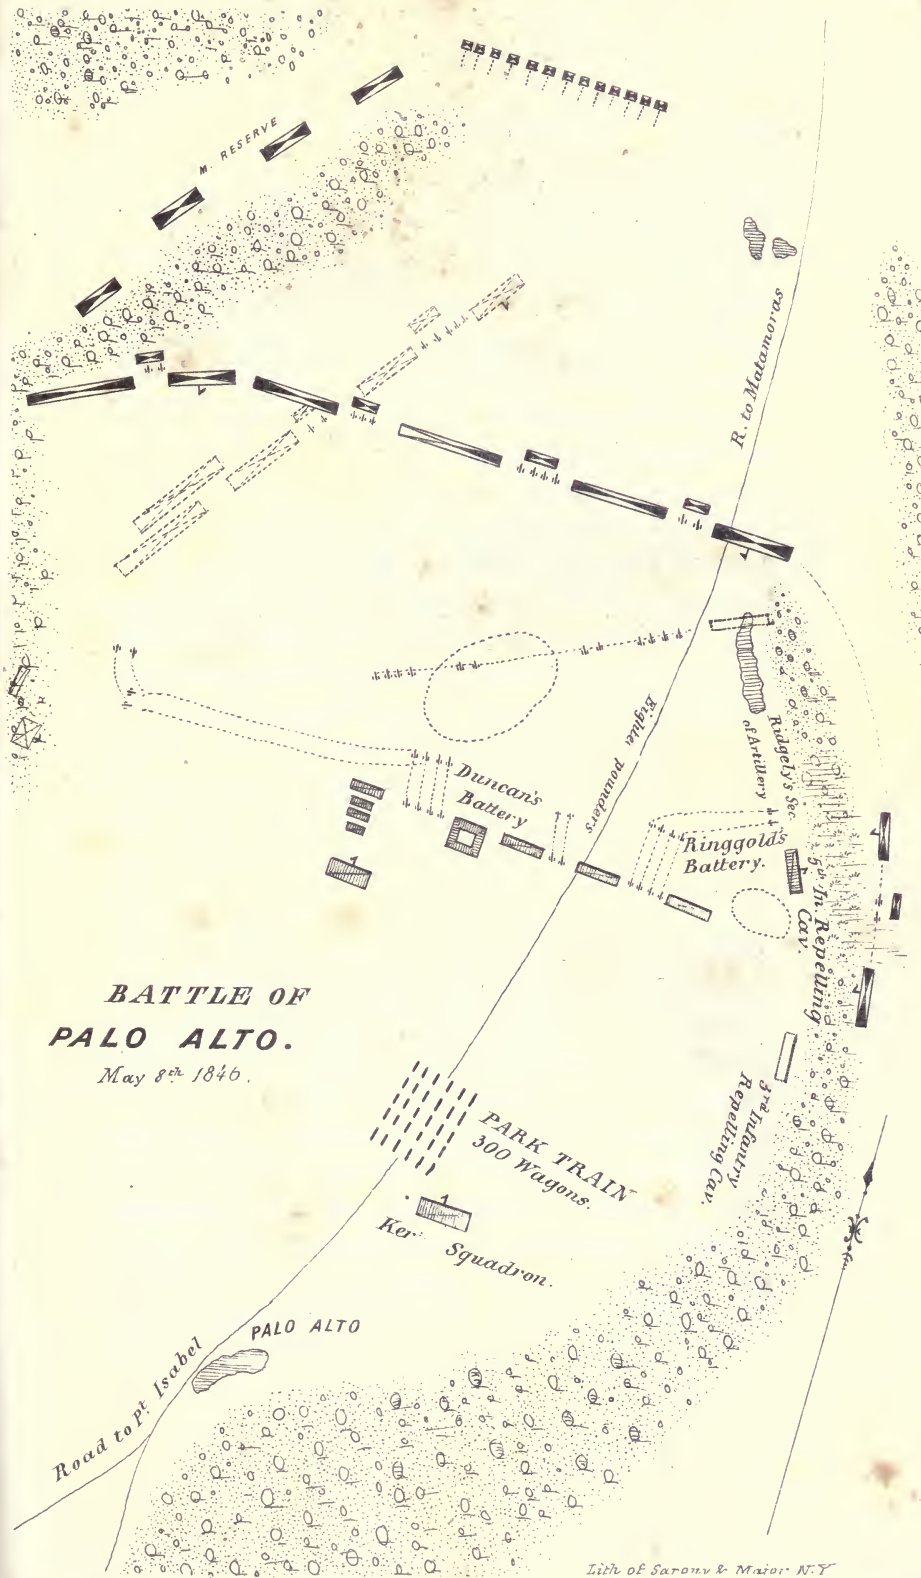 M. RESERVE
R. to Matamoras
Eighteen pounders
Ridgely's Sec.
of Artillery
Duncan's
Battery
Ringgold's
Battery.
5th In. Repelling
Cav.
BATTLE OF
PALO ALTO.
May 8th 1846.
3rd Infantry
Repelling Cav.
PARK TRAIN
300 Wagons.
Ker Squadron.
PALO ALTO
Road to Pt. Isabel
Lith of Sarony & Major N.Y